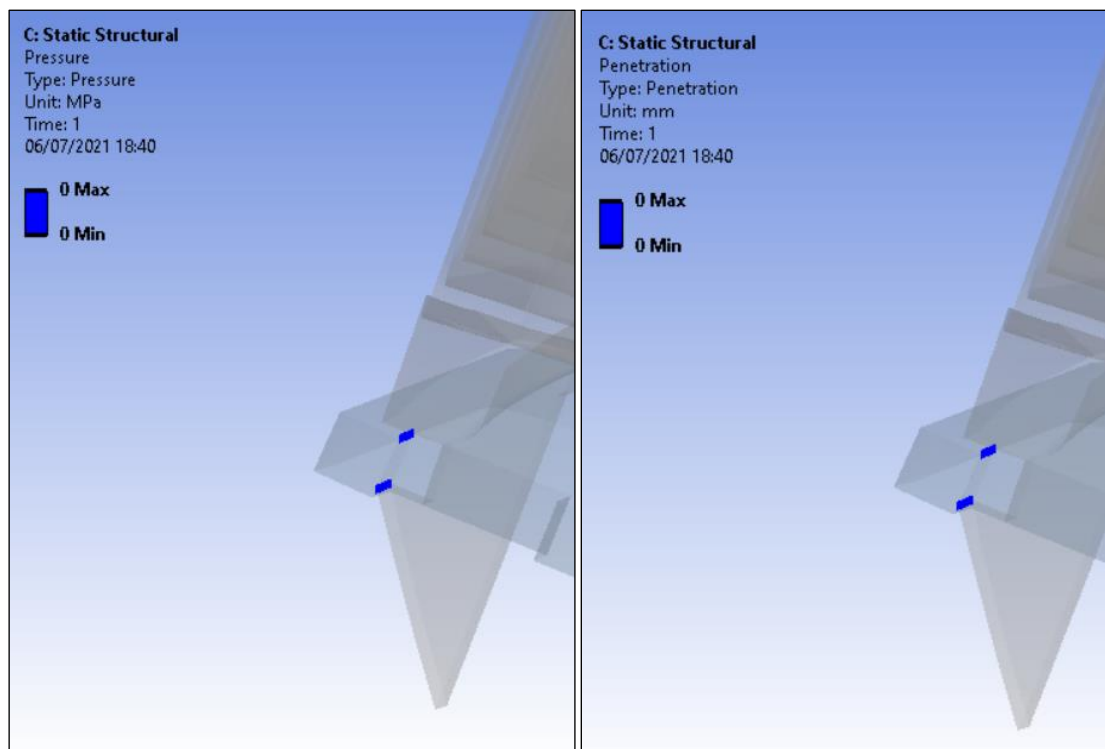 C: Static Structural
Pressure
Type: Pressure
Unit: MPa
Time: 1
06/07/2021 18:40
0 Max
0 Min
C: Static Structural
Penetration
Type: Penetration
Unit: mm
Time: 1
06/07/2021 18:40
0 Max
0 Min